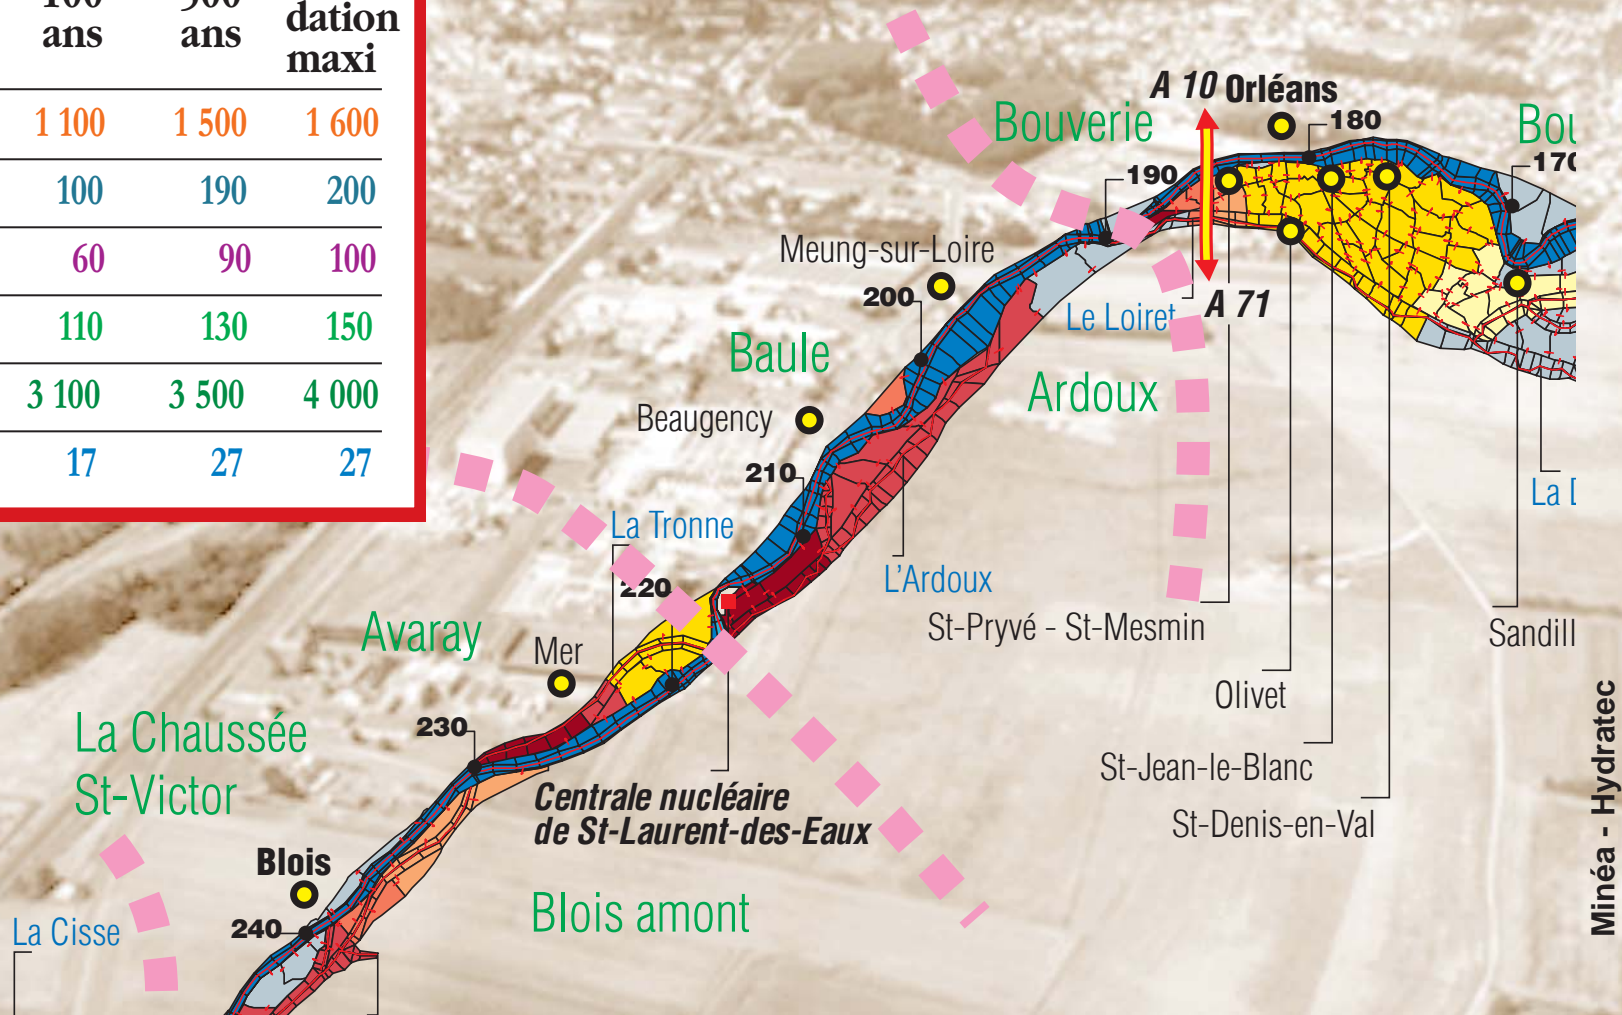 100 500 dation
ans ans maxi
1 100 1 500 1 600
100 190 200
60 90 100
110 130 150
3 100 3 500 4 000
17 27 27
A 10 Orléans
Bouverie
180
170
190
Meung-sur-Loire
200
Le Loiret
A 71
Baule
Ardoux
Beaugency
210
La Tronne
L'Ardoux
220
St-Pryvé - St-Mesmin
Avaray
Mer
Olivet
La Chaussée
St-Victor
230
St-Jean-le-Blanc
Centrale nucléaire
de St-Laurent-des-Eaux
St-Denis-en-Val
Blois
Blois amont
240
La Cisse
La
Sandill
Minéa - Hydratec